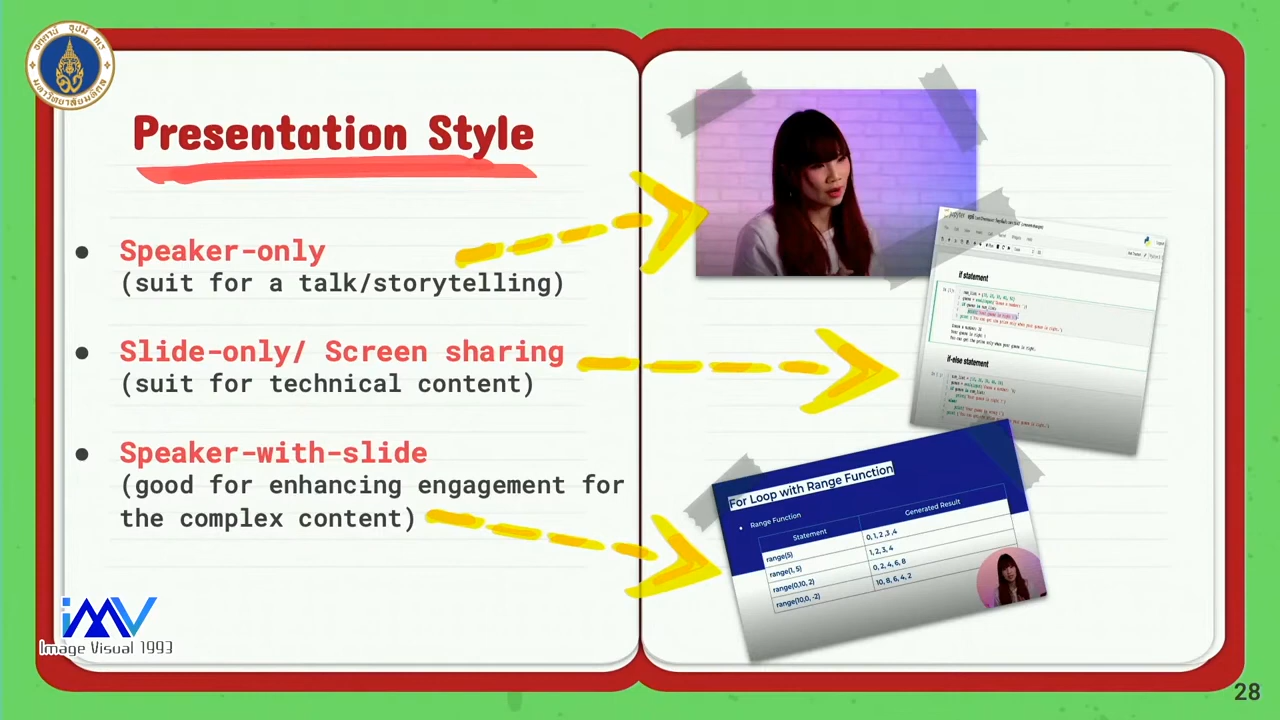 Presentation Style
● Speaker-only
(suit for a talk/storytelling)
● Slide-only/ Screen sharing
(suit for technical content)
● Speaker-with-slide
(good for enhancing engagement for
the complex content)
if statement
if-else statement
For Loop with Range Function
• Range Function
Statement Generated Result
range(5) 0, 1, 2 ,3 ,4
range(1, 5) 1, 2, 3, 4
range(0,10, 2) 0, 2, 4, 6, 8
range(10,0, -2) 10, 8, 6, 4, 2
iMV
Image Visual 1993
28